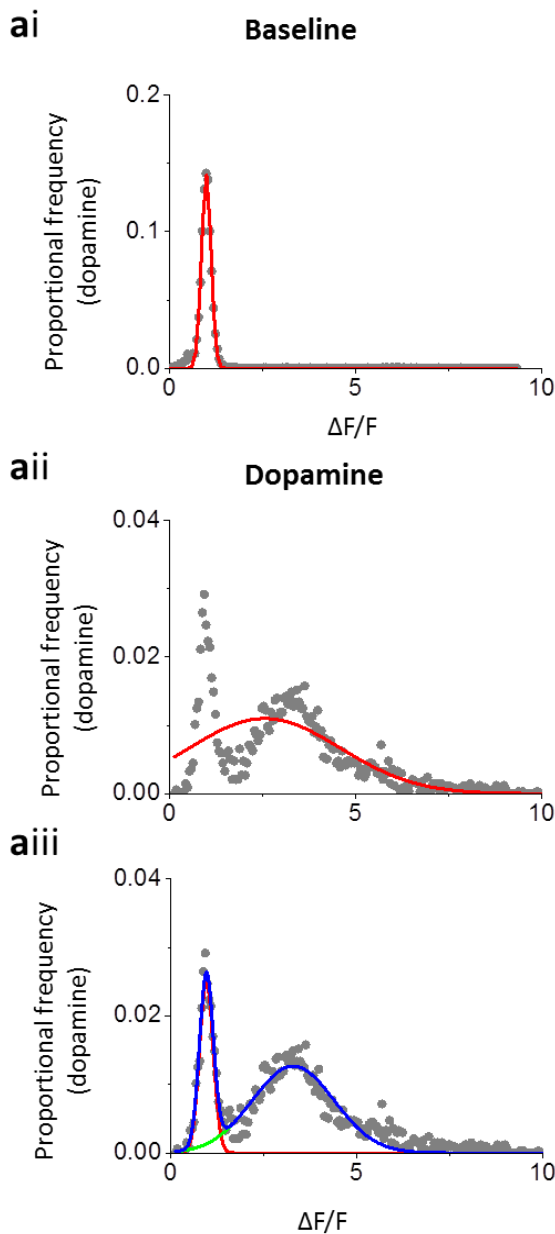 ai
Baseline
Proportional frequency
(dopamine)
0.2
0.1
0.0
0
5
10
ΔF/F
aii
Dopamine
Proportional frequency
(dopamine)
0.04
0.02
0.00
0
5
10
aiii
Proportional frequency
(dopamine)
0.04
0.02
0.00
0
5
10
ΔF/F